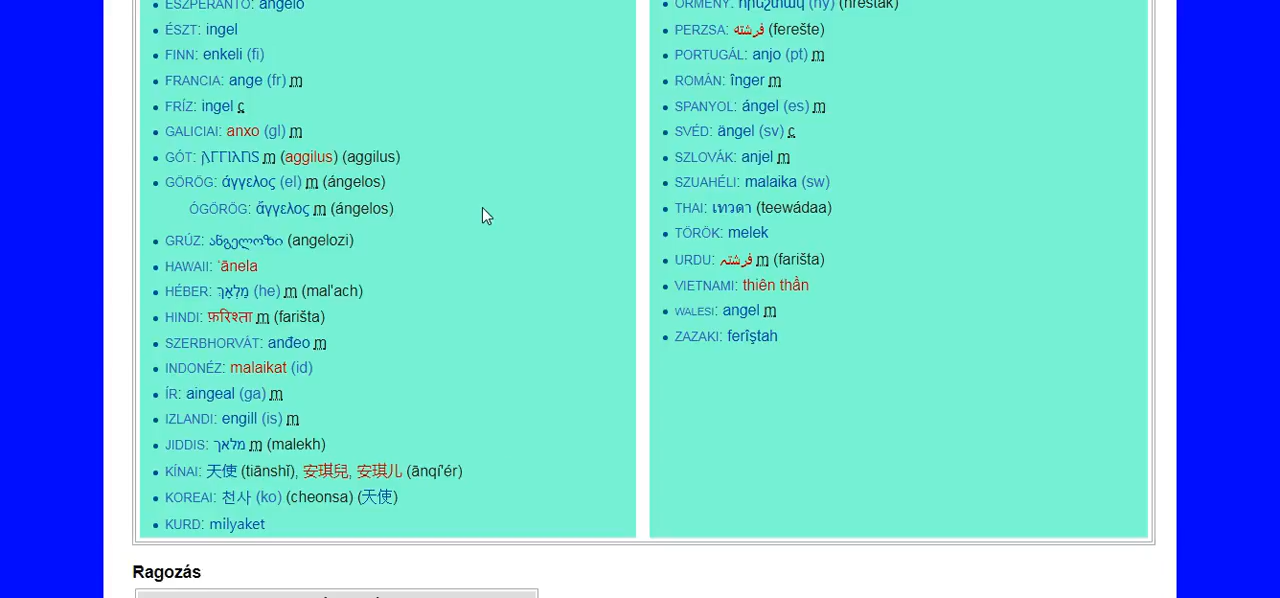 ESZPERANTÓ: angelo
ÉSZT: ingel
FINN: enkeli (fi)
FRANCIA: ange (fr) m
FRÍZ: ingel c
GALICIAI: anxo (gl) m
GÓT: 𐌰𐌲𐌲𐌹𐌻𐌿𐍃 m (aggilus) (aggilus)
GÖRÖG: άγγελος (el) m (ángelos)
ÓGÖRÖG: ἄγγελος m (ángelos)
GRÚZ: ანგელოზი (angelozi)
HAWAII: ʻānela
HÉBER: מַלְאָךְ (he) m (mal'ach)
HINDI: फ़रिश्ता m (farišta)
SZERBHORVÁT: anđeo m
INDONÉZ: malaikat (id)
ÍR: aingeal (ga) m
IZLANDI: engill (is) m
JIDDIS: מלאך m (malekh)
KÍNAI: 天使 (tiānshǐ), 安琪兒, 安琪儿 (ānqí'ér)
KOREAI: 천사 (ko) (cheonsa) (天使)
KURD: milyaket
ÖRMÉNY: հրեշտակ (hy) (hreštak)
PERZSA: فرشته (ferešte)
PORTUGÁL: anjo (pt) m
ROMÁN: înger m
SPANYOL: ángel (es) m
SVÉD: ängel (sv) c
SZLOVÁK: anjel m
SZUAHÉLI: malaika (sw)
THAI: เทวดา (teewádaa)
TÖRÖK: melek
URDU: فرشتہ m (farišta)
VIETNAMI: thiên thần
WALESI: angel m
ZAZAKI: ferîştah
Ragozás